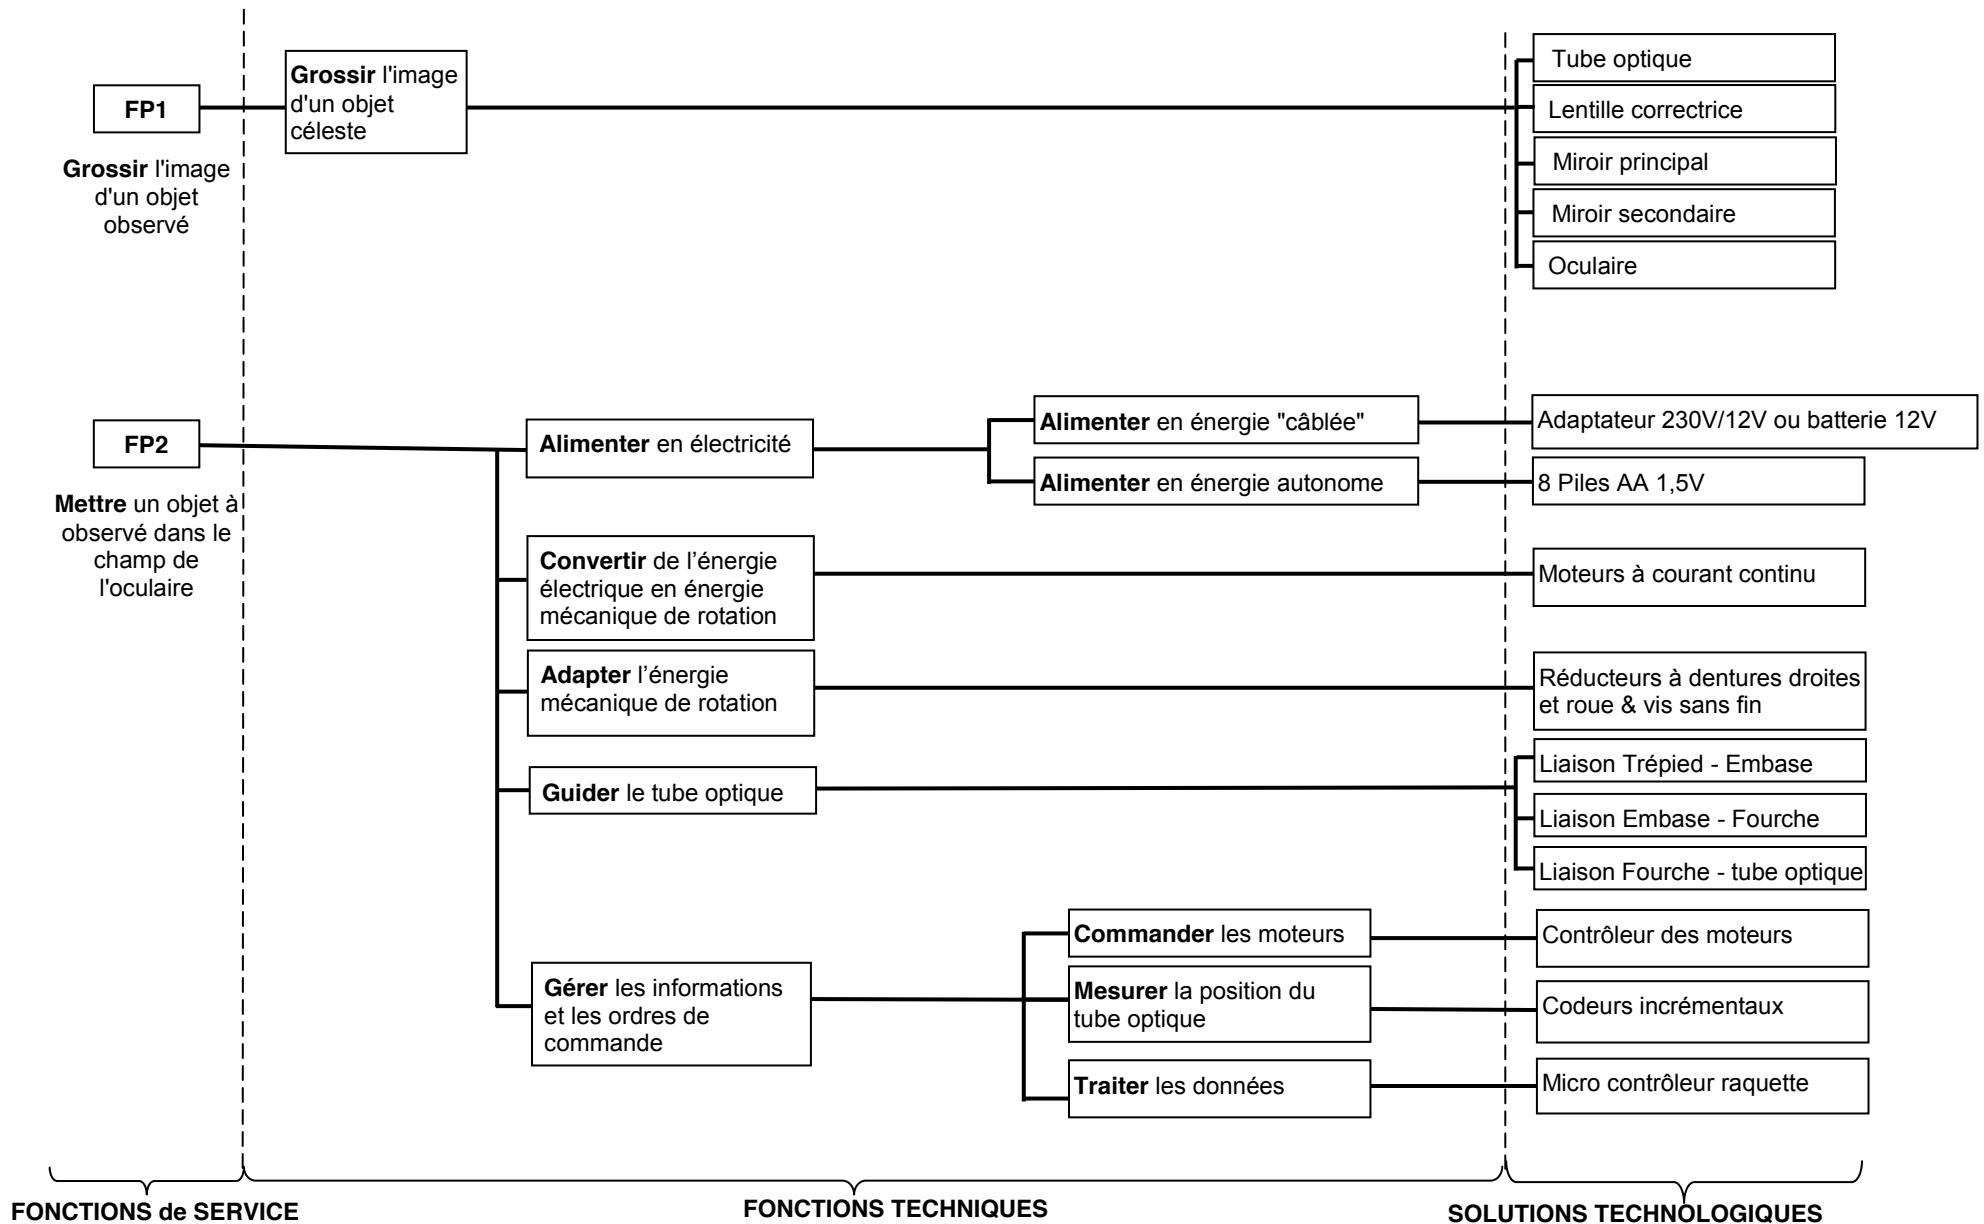 FP1
Grossir l'image
d'un objet
observé
Grossir l'image
d'un objet
céleste
Tube optique
Lentille correctrice
Miroir principal
Miroir secondaire
Oculaire
FP2
Mettre un objet à
observé dans le
champ de
l'oculaire
Alimenter en électricité
Alimenter en énergie "câblée"
Adaptateur 230V/12V ou batterie 12V
Alimenter en énergie autonome
8 Piles AA 1,5V
Convertir de l’énergie
électrique en énergie
mécanique de rotation
Moteurs à courant continu
Adapter l’énergie
mécanique de rotation
Réducteurs à dentures droites
et roue & vis sans fin
Guider le tube optique
Liaison Trépied - Embase
Liaison Embase - Fourche
Liaison Fourche - tube optique
Gérer les informations
et les ordres de
commande
Commander les moteurs
Contrôleur des moteurs
Mesurer la position du
tube optique
Codeurs incrémentaux
Traiter les données
Micro contrôleur raquette
FONCTIONS de SERVICE
FONCTIONS TECHNIQUES
SOLUTIONS TECHNOLOGIQUES